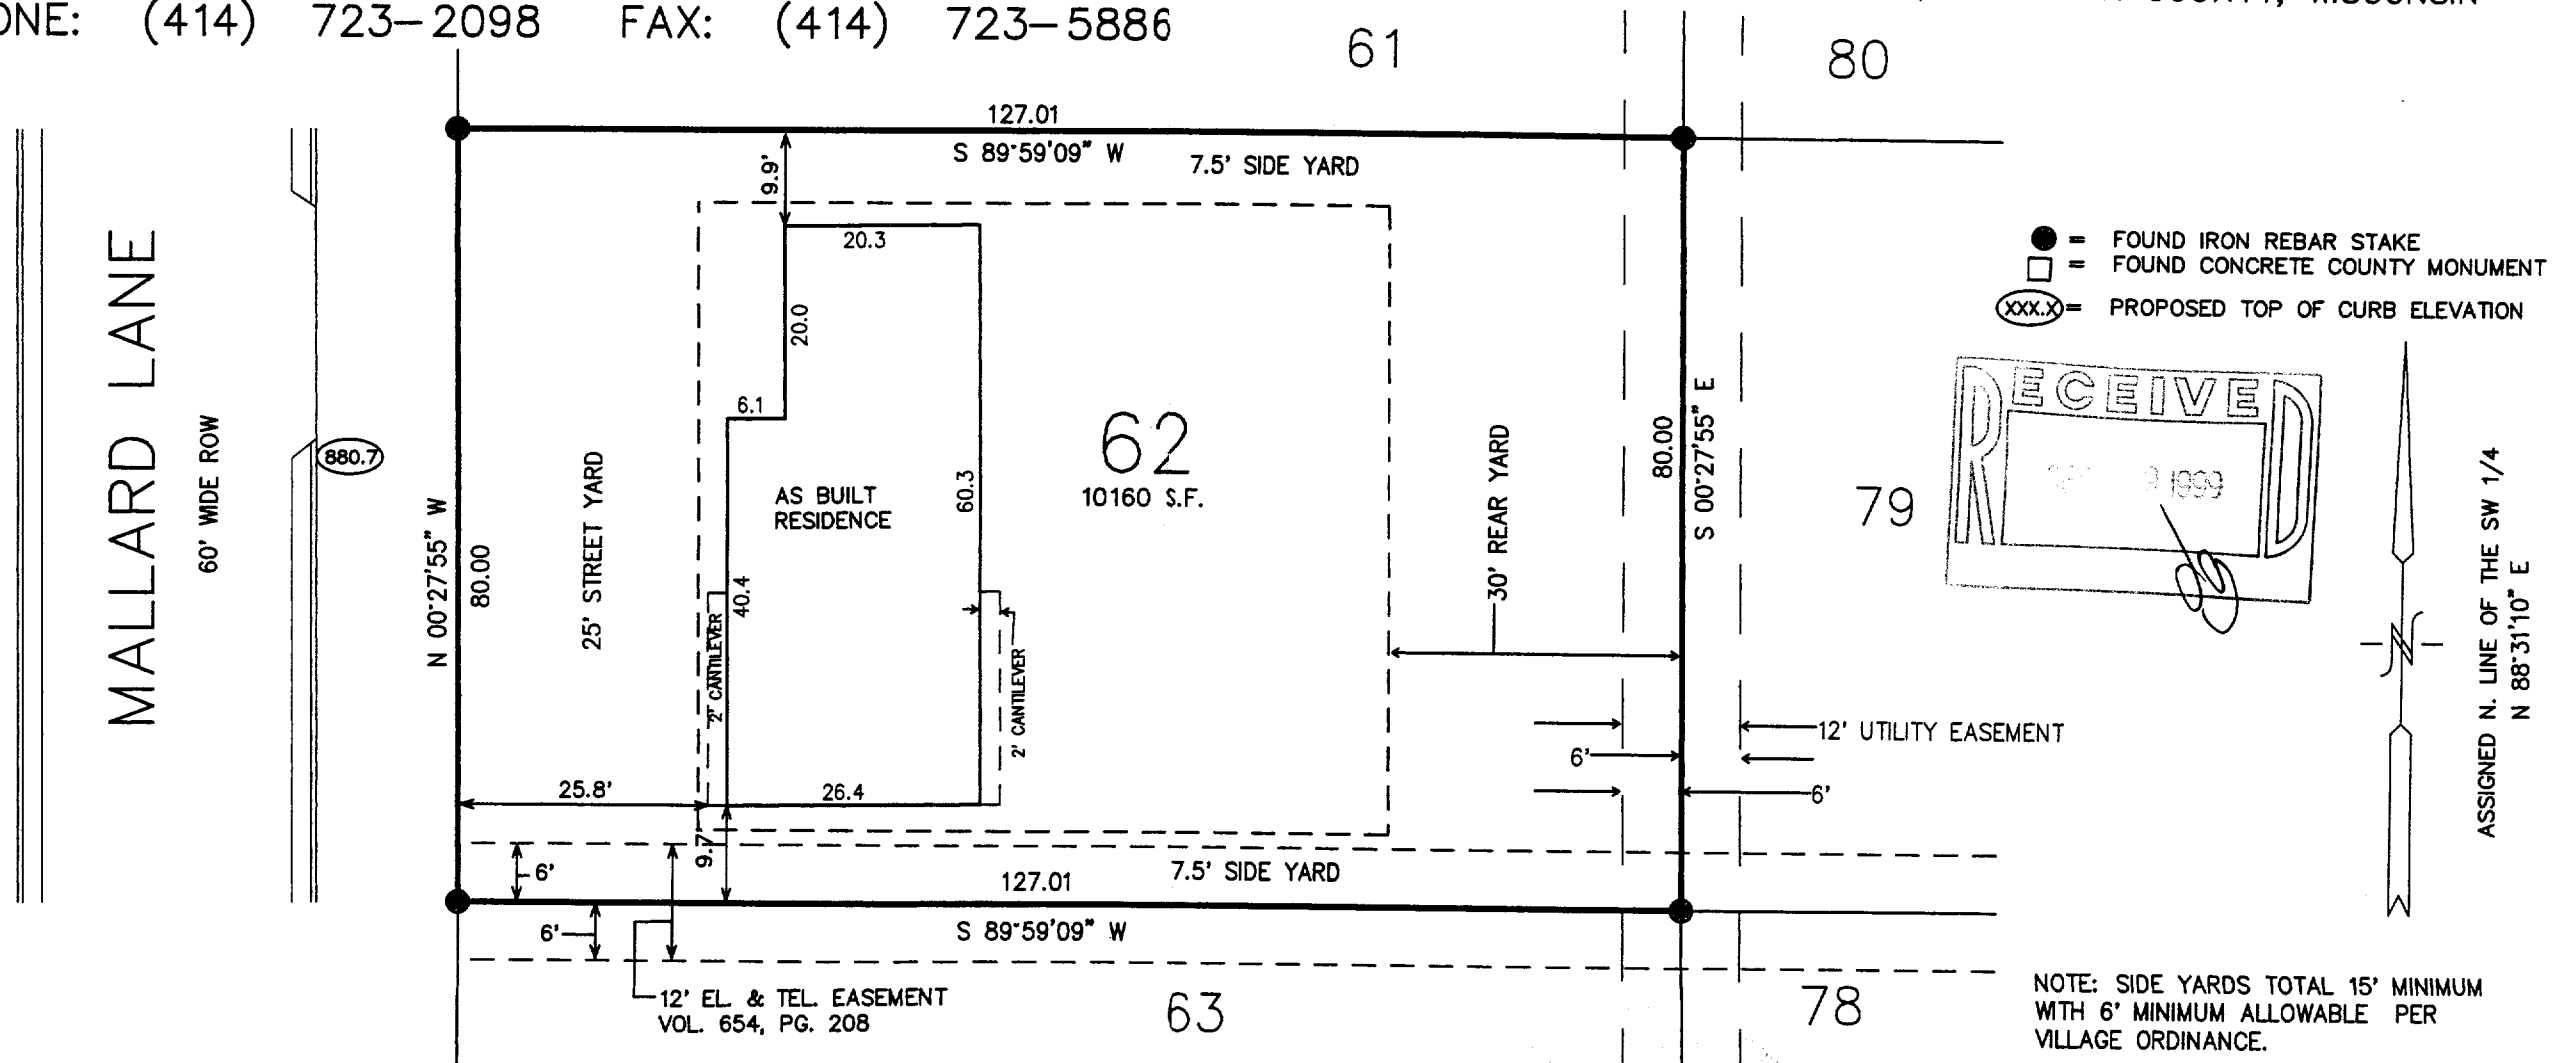 ONE: (414) 723-2098 FAX: (414) 723-5886
COUNTY, WISCONSIN
61
80
127.01
S 89°59'09" W
7.5' SIDE YARD
9.9'
20.3
20.0
6.1
MALLARD LANE
60' WIDE ROW
880.7
N 00°27'55" W
80.00
25' STREET YARD
AS BUILT
RESIDENCE
60.3
40.4
2' CANTILEVER
2' CANTILEVER
62
10160 S.F.
30' REAR YARD
80.00
S 00°27'55" E
79
= FOUND IRON REBAR STAKE
= FOUND CONCRETE COUNTY MONUMENT
XXX.X = PROPOSED TOP OF CURB ELEVATION
RECEIVED
9 1999
N
ASSIGNED N. LINE OF THE SW 1/4
N 88°31'10" E
25.8'
26.4
9.7'
12' UTILITY EASEMENT
6'
6'
6'
7.5' SIDE YARD
127.01
S 89°59'09" W
6'
12' EL. & TEL. EASEMENT
VOL. 654, PG. 208
63
78
NOTE: SIDE YARDS TOTAL 15' MINIMUM
WITH 6' MINIMUM ALLOWABLE PER
VILLAGE ORDINANCE.